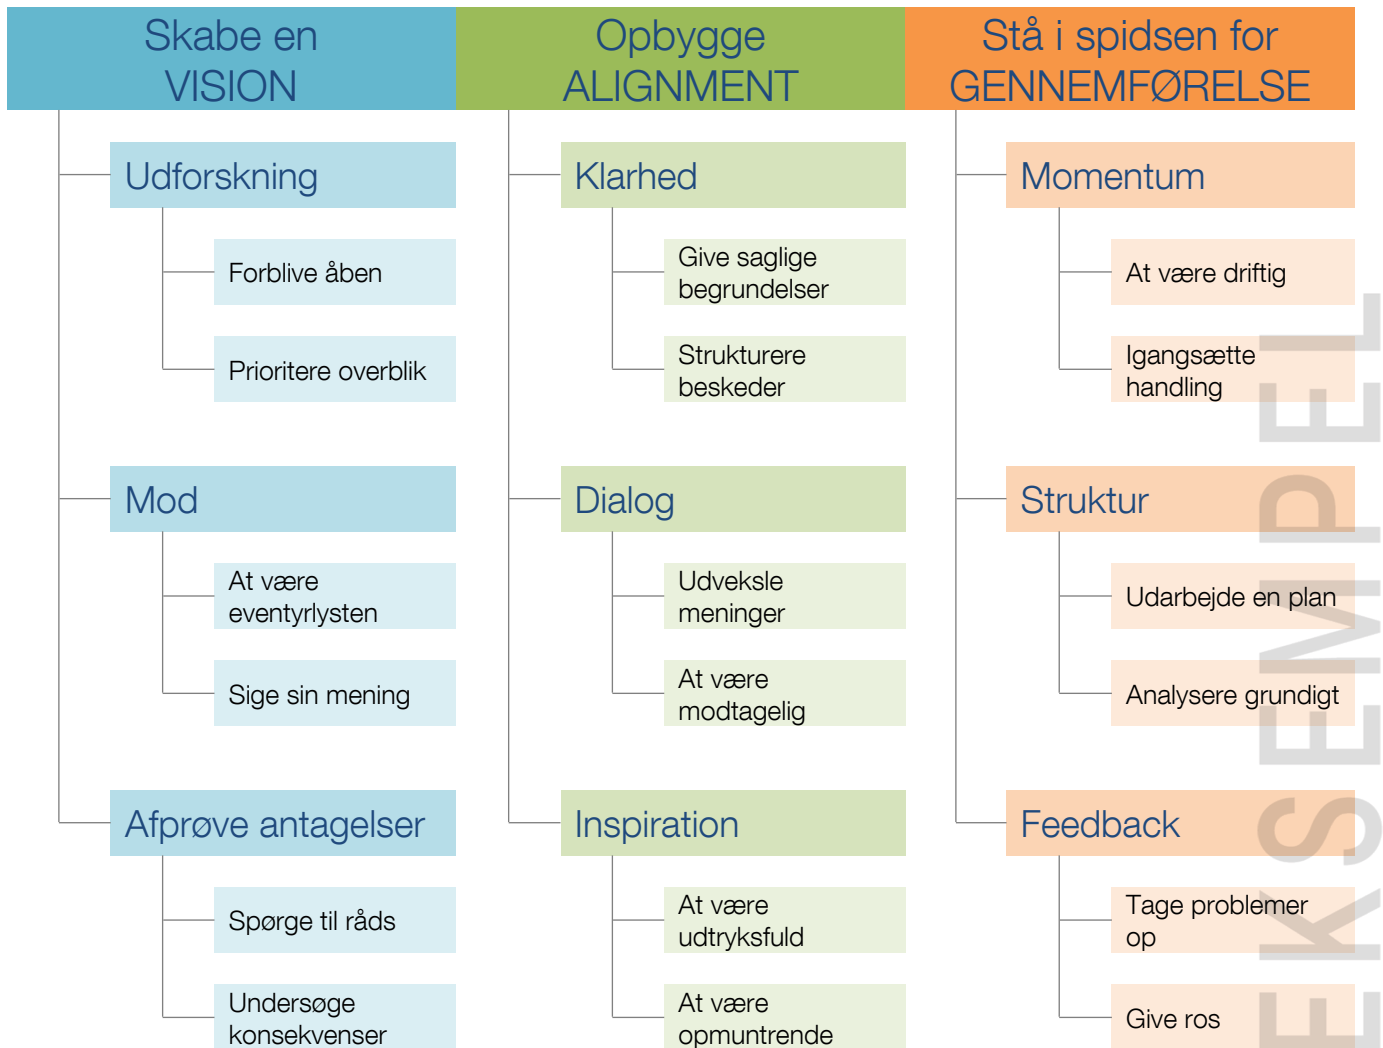 Skabe en
VISION
Udforskning
Forblive åben
Prioritere overblik
Mod
At være
eventyrlysten
Sige sin mening
Afprøve antagelser
Spørge til råds
Undersøge
konsekvenser
Opbygge
ALIGNMENT
Klarhed
Give saglige
begrundelser
Strukturere
beskeder
Dialog
Udveksle
meninger
At være
modtagelig
Inspiration
At være
udtryksfuld
At være
opmuntrende
Stå i spidsen for
GENNEMFØRELSE
Momentum
At være driftig
Igangsætte
handling
Struktur
Udarbejde en plan
Analysere grundigt
Feedback
Tage problemer
op
Give ros
EKSEMPEL